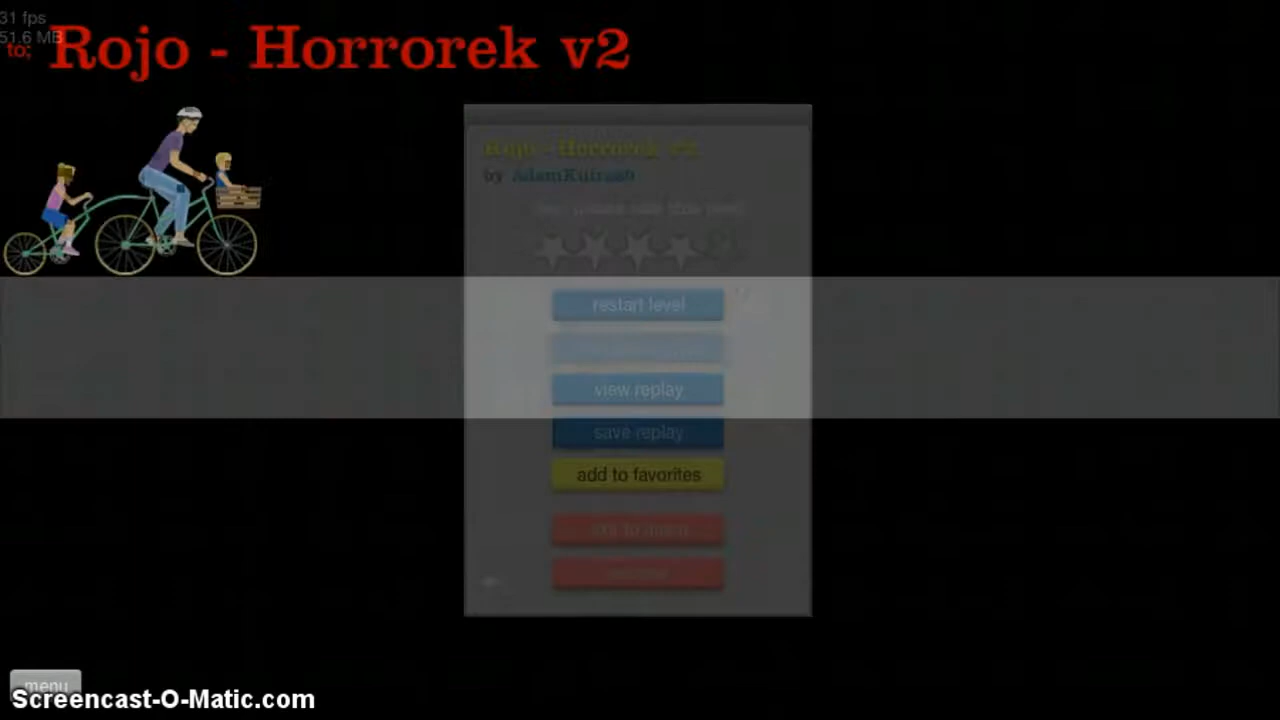 31 fps
51.6 MB
to: Rojo - Horrorek v2
Rojo - Horrorek v2
by
restart level
view replay
save replay
add to favorites
menu
Screencast-O-Matic.com